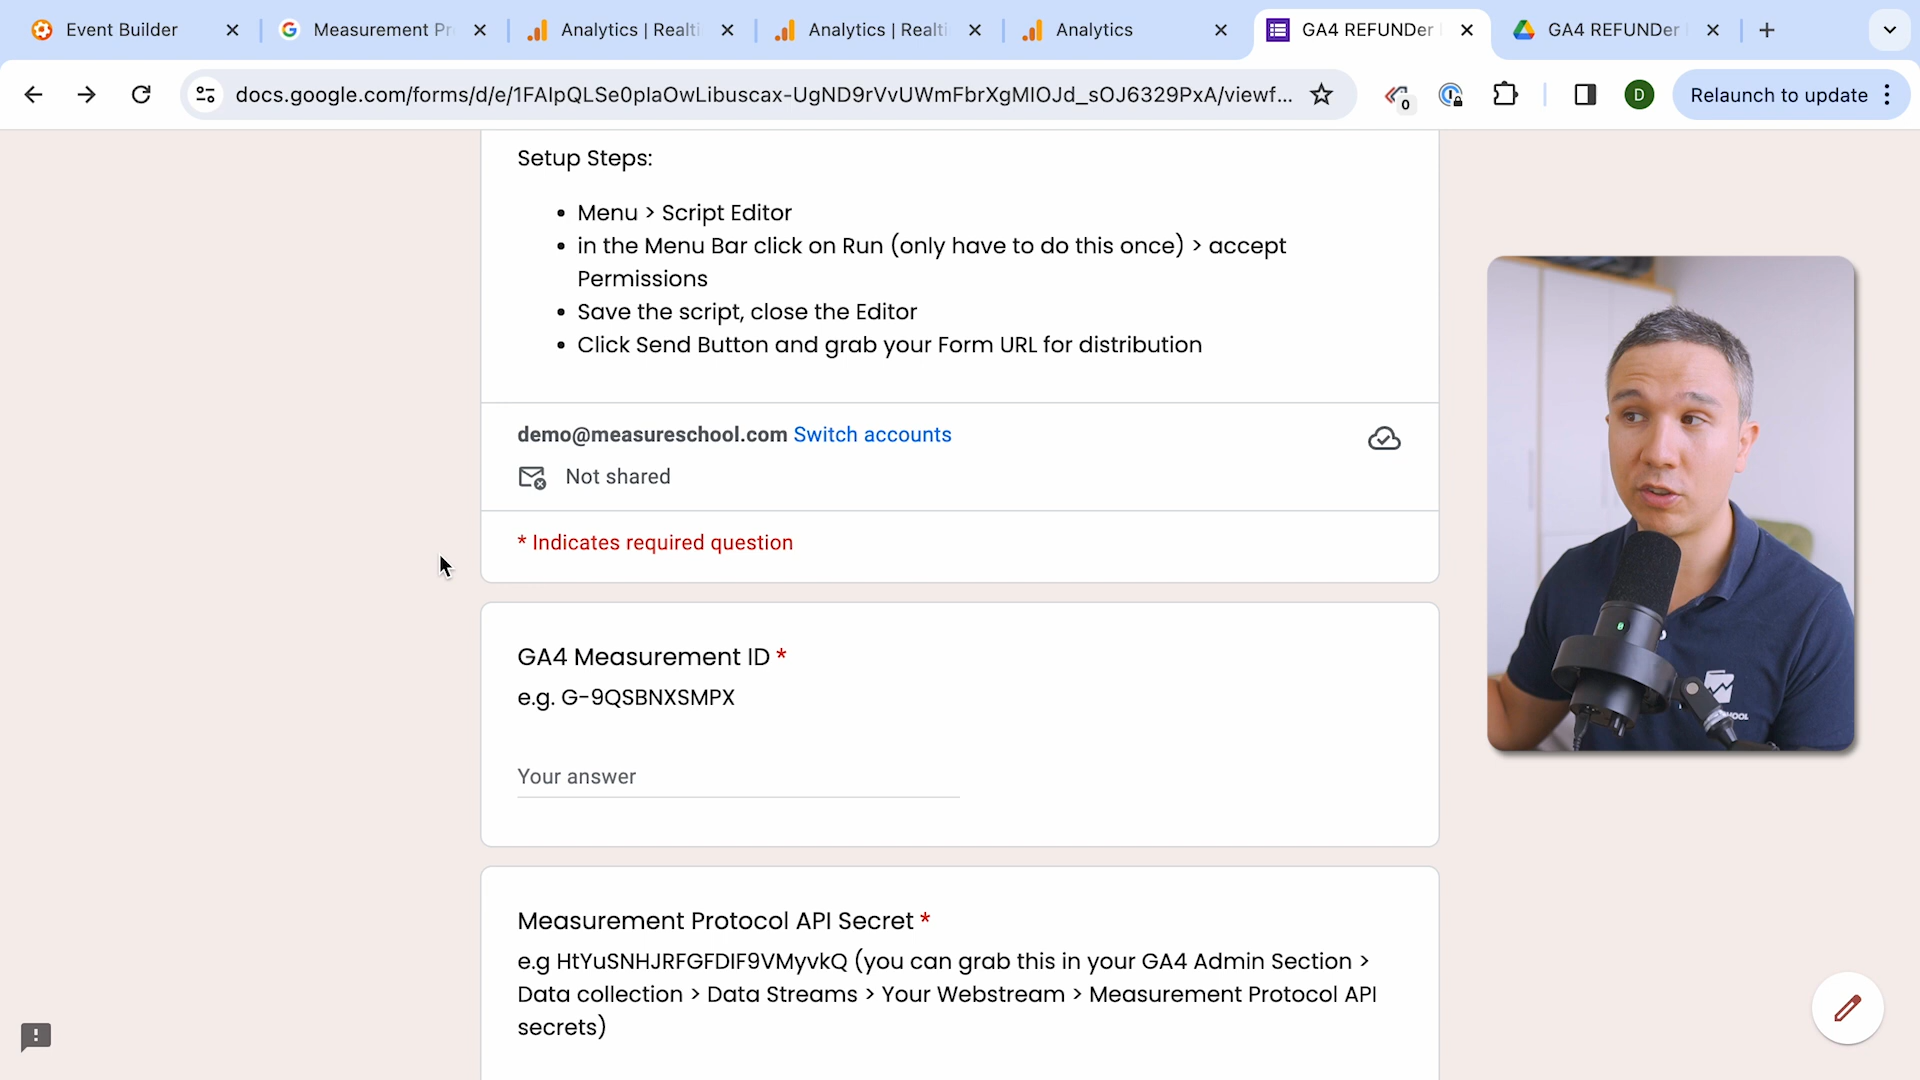 Event Builder
Measurement Pr
Analytics | Realti
Analytics | Realti
Analytics
GA4 REFUNDer
GA4 REFUNDer
docs.google.com/forms/d/e/1FAIpQLSe0plaOwLibuscax-UgND9rVvUWmFbrXgMlOJd_sOJ6329PxA/viewf...
0
D
Relaunch to update
Setup Steps:
• Menu > Script Editor
• in the Menu Bar click on Run (only have to do this once) > accept
Permissions
• Save the script, close the Editor
• Click Send Button and grab your Form URL for distribution
demo@measureschool.com Switch accounts
Not shared
* Indicates required question
GA4 Measurement ID *
e.g. G-9QSBNXSMPX
Your answer
Measurement Protocol API Secret *
e.g HtYuSNHJRFGFDIF9VMyvkQ (you can grab this in your GA4 Admin Section >
Data collection > Data Streams > Your Webstream > Measurement Protocol API
secrets)